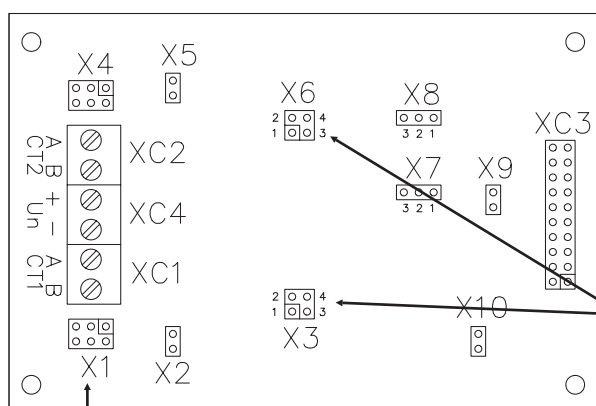 X4
X5
X6
2 4
1 3
X8
3 2 1
XC3
A B
CT2
XC2
X7
3 2 1
X9
+ -
Un
XC4
A B
CT1
XC1
2 4
1 3
X3
X10
X1
X2